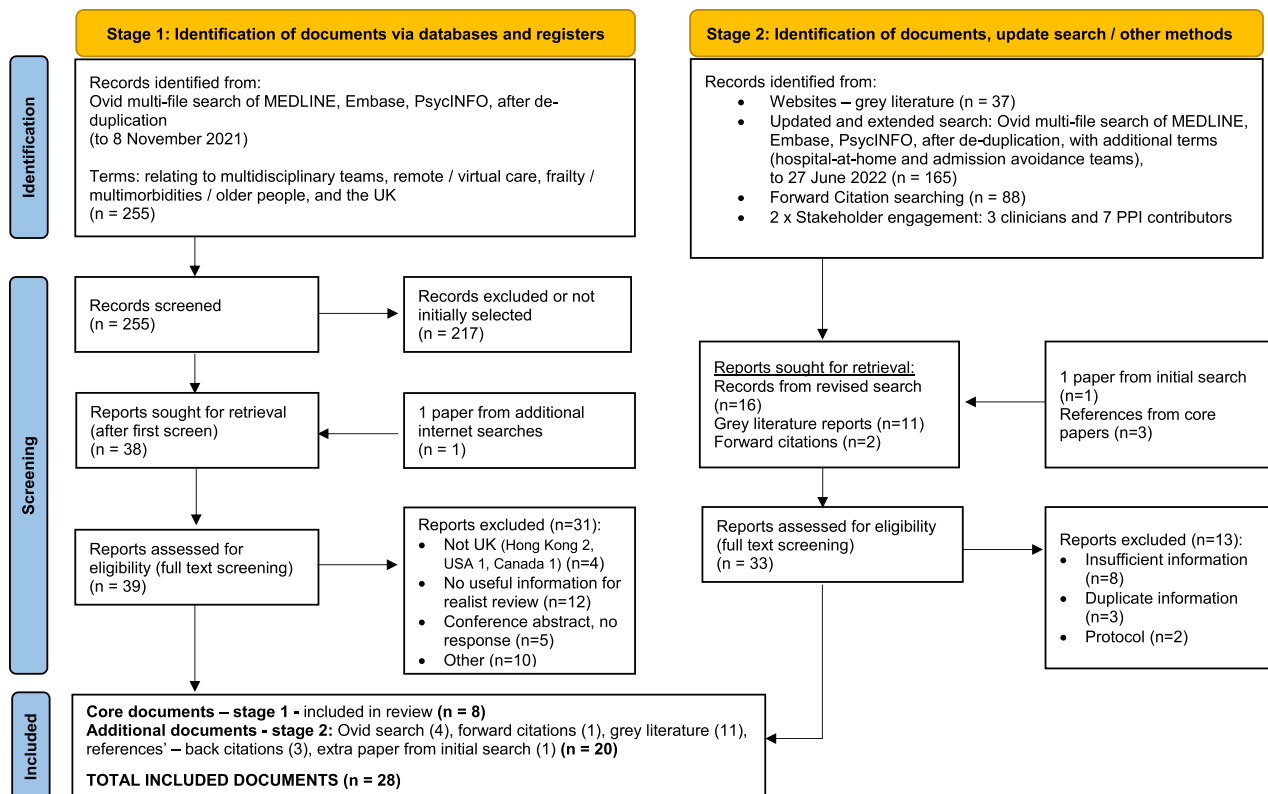 Stage 1: Identification of documents via databases and registers
Stage 2: Identification of documents, update search / other methods
Identification
Records identified from:
Ovid multi-file search of MEDLINE, Embase, PsycINFO, after de-
duplication
(to 8 November 2021)
Terms: relating to multidisciplinary teams, remote / virtual care, frailty /
multimorbidities / older people, and the UK
(n = 255)
Records identified from:
• Websites – grey literature (n = 37)
• Updated and extended search: Ovid multi-file search of MEDLINE,
Embase, PsycINFO, after de-duplication, with additional terms
(hospital-at-home and admission avoidance teams),
to 27 June 2022 (n = 165)
• Forward Citation searching (n = 88)
• 2 x Stakeholder engagement: 3 clinicians and 7 PPI contributors
Screening
Records screened
(n = 255)
Records excluded or not
initially selected
(n = 217)
Reports sought for retrieval
(after first screen)
(n = 38)
1 paper from additional
internet searches
(n = 1)
Reports sought for retrieval:
Records from revised search
(n=16)
Grey literature reports (n=11)
Forward citations (n=2)
1 paper from initial search
(n=1)
References from core
papers (n=3)
Reports assessed for
eligibility (full text screening)
(n = 39
Reports excluded (n=31):
• Not UK (Hong Kong 2,
USA 1, Canada 1) (n=4)
• No useful information for
realist review (n=12)
• Conference abstract, no
response (n=5)
• Other (n=10)
Reports assessed for eligibility
(full text screening)
(n = 33)
Reports excluded (n=13):
• Insufficient information
(n=8)
• Duplicate information
(n=3)
• Protocol (n=2)
Included
Core documents – stage 1 - included in review (n = 8)
Additional documents - stage 2: Ovid search (4), forward citations (1), grey literature (11),
references' – back citations (3), extra paper from initial search (1) (n = 20)
TOTAL INCLUDED DOCUMENTS (n = 28)